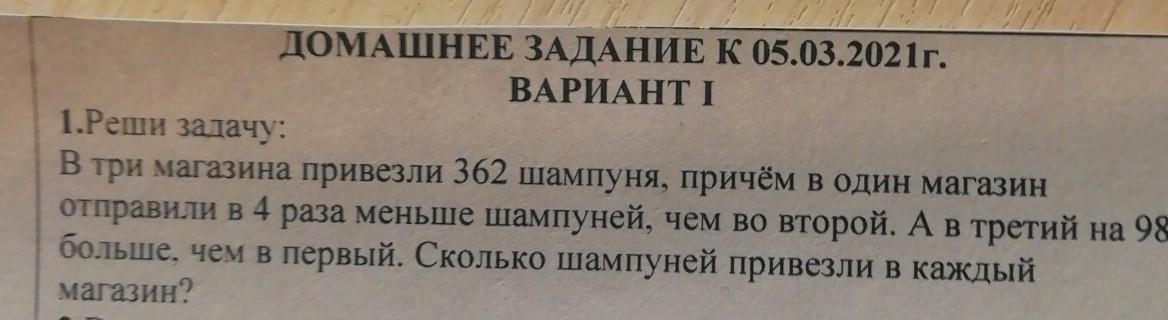 ДОМАШНЕЕ ЗАДАНИЕ К 05.03.2021г.
ВАРИАНТ I
1.Реши задачу:
В три магазина привезли 362 шампуня, причём в один магазин
отправили в 4 раза меньше шампуней, чем во второй. А в третий на 98
больше, чем в первый. Сколько шампуней привезли в каждый
магазин?